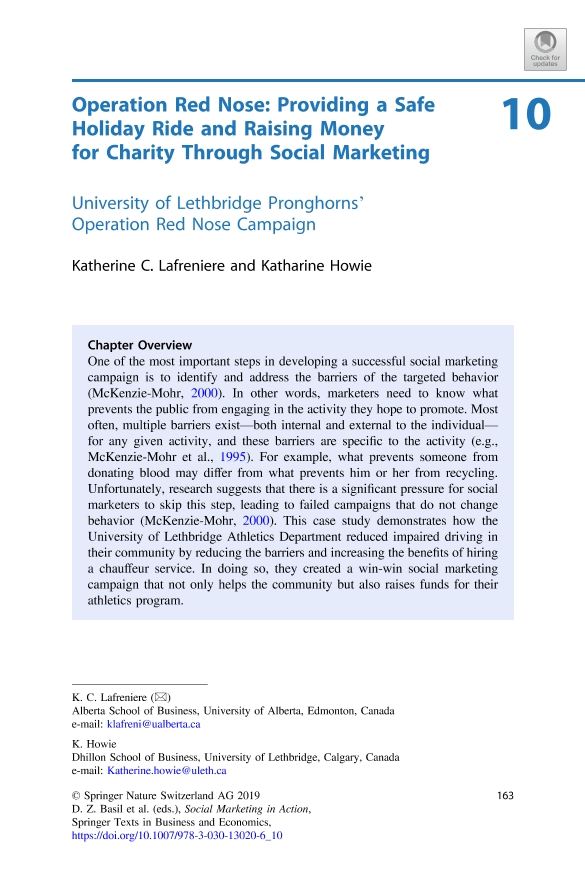 Check for
updates
Operation Red Nose: Providing a Safe
Holiday Ride and Raising Money
for Charity Through Social Marketing
10
University of Lethbridge Pronghorns’
Operation Red Nose Campaign
Katherine C. Lafreniere and Katharine Howie
Chapter Overview
One of the most important steps in developing a successful social marketing
campaign is to identify and address the barriers of the targeted behavior
(McKenzie-Mohr, 2000). In other words, marketers need to know what
prevents the public from engaging in the activity they hope to promote. Most
often, multiple barriers exist—both internal and external to the individual—
for any given activity, and these barriers are specific to the activity (e.g.,
McKenzie-Mohr et al., 1995). For example, what prevents someone from
donating blood may differ from what prevents him or her from recycling.
Unfortunately, research suggests that there is a significant pressure for social
marketers to skip this step, leading to failed campaigns that do not change
behavior (McKenzie-Mohr, 2000). This case study demonstrates how the
University of Lethbridge Athletics Department reduced impaired driving in
their community by reducing the barriers and increasing the benefits of hiring
a chauffeur service. In doing so, they created a win-win social marketing
campaign that not only helps the community but also raises funds for their
athletics program.
K. C. Lafreniere (✉)
Alberta School of Business, University of Alberta, Edmonton, Canada
e-mail: klafreni@ualberta.ca
K. Howie
Dhillon School of Business, University of Lethbridge, Calgary, Canada
e-mail: Katherine.howie@uleth.ca
© Springer Nature Switzerland AG 2019
163
D. Z. Basil et al. (eds.), Social Marketing in Action,
Springer Texts in Business and Economics,
https://doi.org/10.1007/978-3-030-13020-6_10